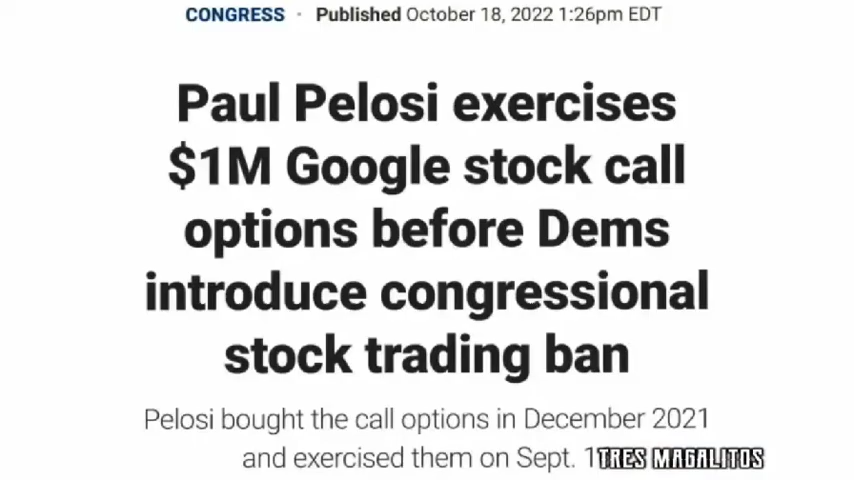 CONGRESS · Published October 18, 2022 1:26pm EDT
Paul Pelosi exercises
$1M Google stock call
options before Dems
introduce congressional
stock trading ban
Pelosi bought the call options in December 2021
and exercised them on Sept.
TRES MAGALITOS